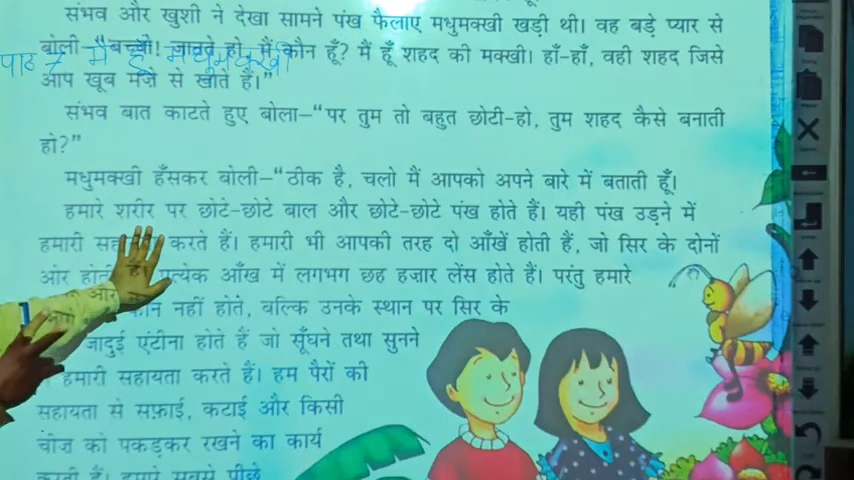 संभव और खुशी ने देखा सामने पंख फैलाए मधुमक्खी खड़ी थी। वह बड़े प्यार से
बोली–"बच्चो! जानते हो, मैं कौन हूँ? मैं हूँ शहद की मक्खी। हाँ-हाँ, वही शहद जिसे
पाठ 7 मैं हूँ मधुमक्खी
आप खूब मज़े से खाते हैं।"
संभव बात काटते हुए बोला–"पर तुम तो बहुत छोटी-हो, तुम शहद कैसे बनाती
हो?"
मधुमक्खी हँसकर बोली–"ठीक है, चलो मैं आपको अपने बारे में बताती हूँ।
हमारे शरीर पर छोटे-छोटे बाल और छोटे-छोटे पंख होते हैं। यही पंख उड़ने में
हमारी करते हैं। हमारी भी आपकी तरह दो आँखें होती हैं, जो सिर के दोनों
ओर होती हैं। प्रत्येक आँख में लगभग छह हज़ार लेंस होते हैं। परंतु हमारे
कान नहीं होते, बल्कि उनके स्थान पर सिर के
जादुई एंटीना होते हैं जो सूँघने तथा सुनने
हमारी सहायता करते हैं। हम पैरों की
सहायता से सफ़ाई, कटाई और किसी
चीज को पकड़कर रखने का कार्य
करती हैं। हमारे सबसे पीछे